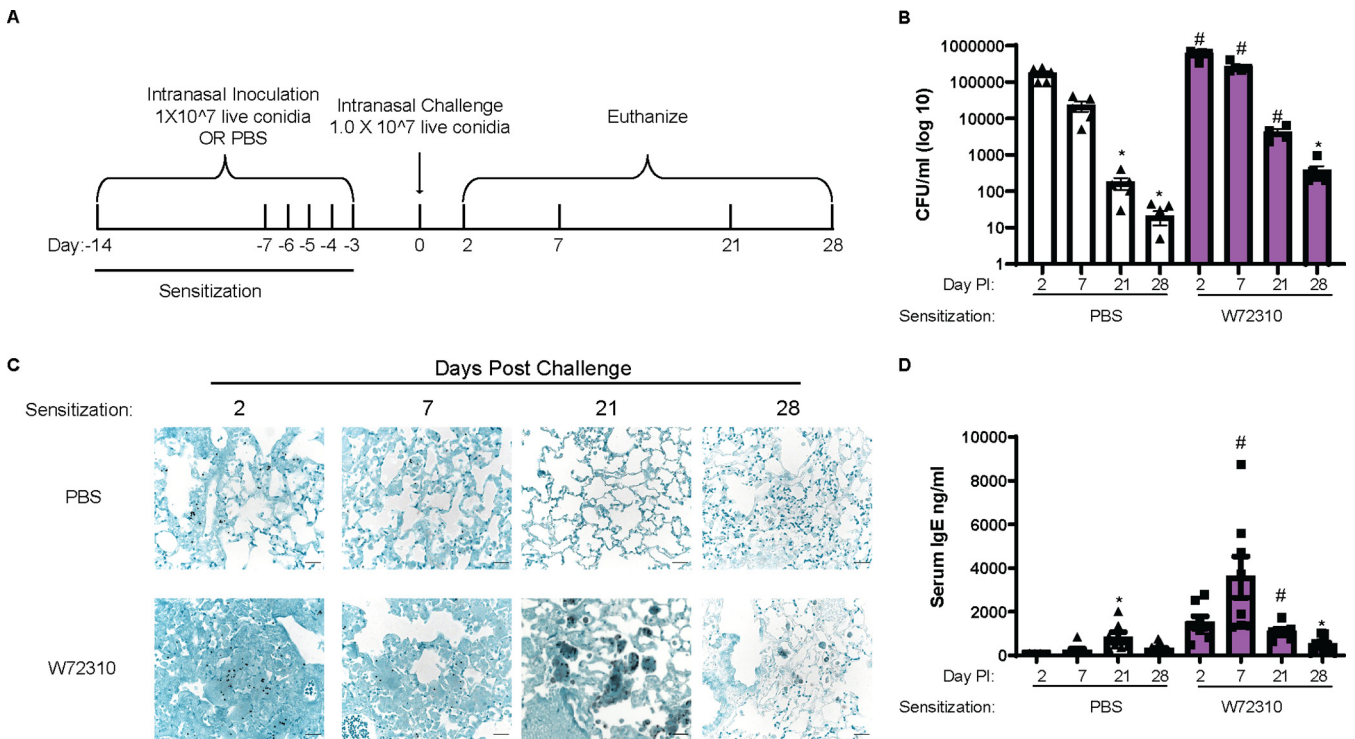 A
Intranasal Inoculation
1X10^7 live conidia
OR PBS
Intranasal Challenge
1.0 X 10^7 live conidia
Euthanize
Day:-14
-7
-6
-5
-4
-3
0
2
7
21
28
Sensitization
B
CFU/ml (log 10)
1000000
100000
10000
1000
100
10
1
* * # # # *
Day PI: 2 7 21 28 2 7 21 28
Sensitization: PBS W72310
C
Days Post Challenge
Sensitization: 2 7 21 28
PBS
W72310
D
Serum IgE ng/ml
10000
8000
6000
4000
2000
0
* # # *
Day PI: 2 7 21 28 2 7 21 28
Sensitization: PBS W72310